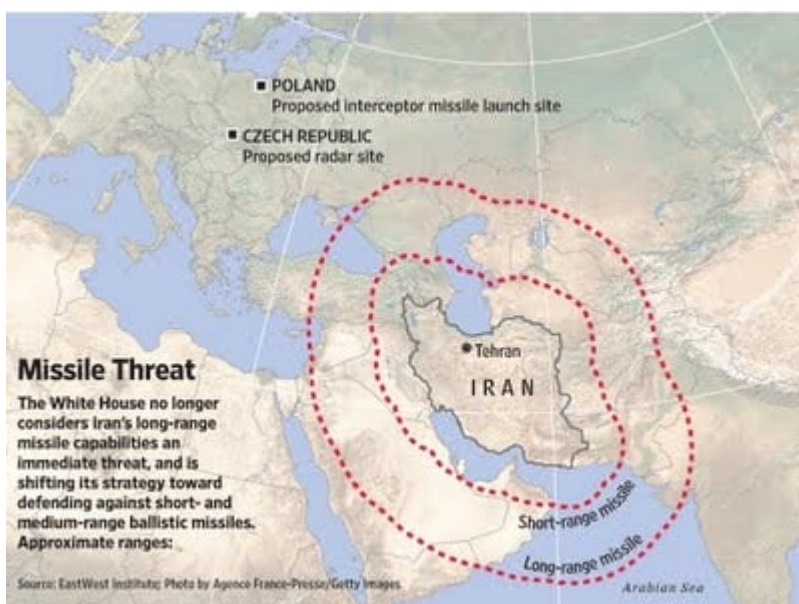 POLAND
Proposed interceptor missile launch site
CZECH REPUBLIC
Proposed radar site
Tehran
IRAN
Missile Threat
The White House no longer
considers Iran's long-range
missile capabilities an
immediate threat, and is
shifting its strategy toward
defending against short- and
medium-range ballistic missiles.
Approximate ranges:
Short-range missile
Long-range missile
Source: EastWest Institute; Photo by Agence France-Presse/Getty Images
Arabian Sea